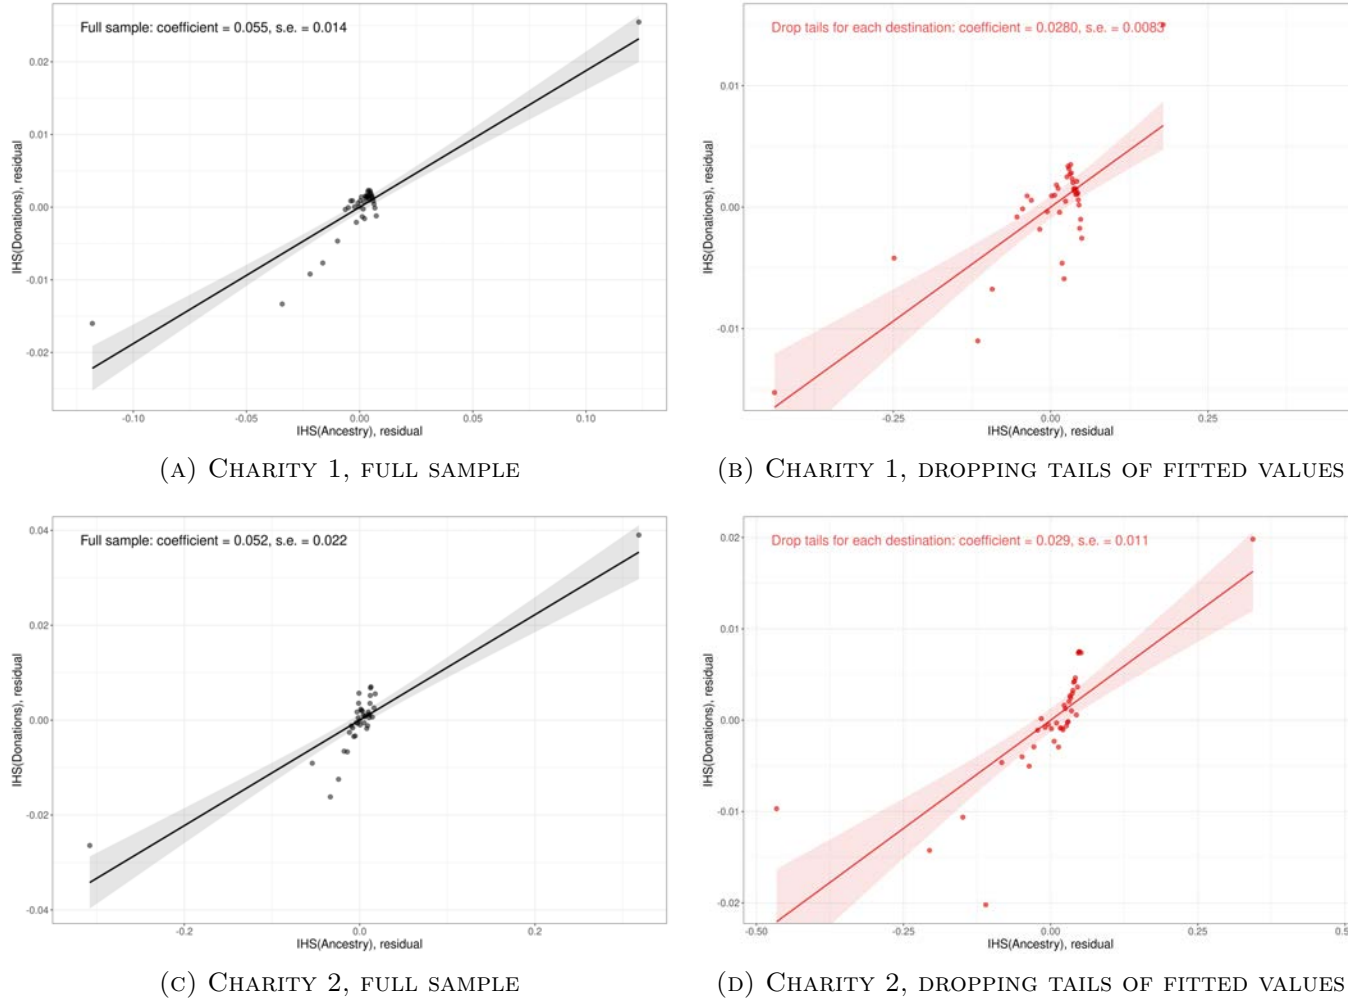 Full sample: coefficient = 0.055, s.e. = 0.014
0.02
0.01
0.00
-0.01
-0.02
IHS(Donations), residual
-0.10 -0.05 0.00 0.05 0.10
IHS(Ancestry), residual
(A) CHARITY 1, FULL SAMPLE
Drop tails for each destination: coefficient = 0.0280, s.e. = 0.0083
0.01
0.00
-0.01
IHS(Donations), residual
-0.25 0.00 0.25
IHS(Ancestry), residual
(B) CHARITY 1, DROPPING TAILS OF FITTED VALUES
Full sample: coefficient = 0.052, s.e. = 0.022
0.04
0.02
0.00
-0.02
-0.04
IHS(Donations), residual
-0.2 0.0 0.2
IHS(Ancestry), residual
(C) CHARITY 2, FULL SAMPLE
Drop tails for each destination: coefficient = 0.029, s.e. = 0.011
0.02
0.01
0.00
-0.01
-0.02
IHS(Donations), residual
-0.50 -0.25 0.00 0.25
IHS(Ancestry), residual
(D) CHARITY 2, DROPPING TAILS OF FITTED VALUES